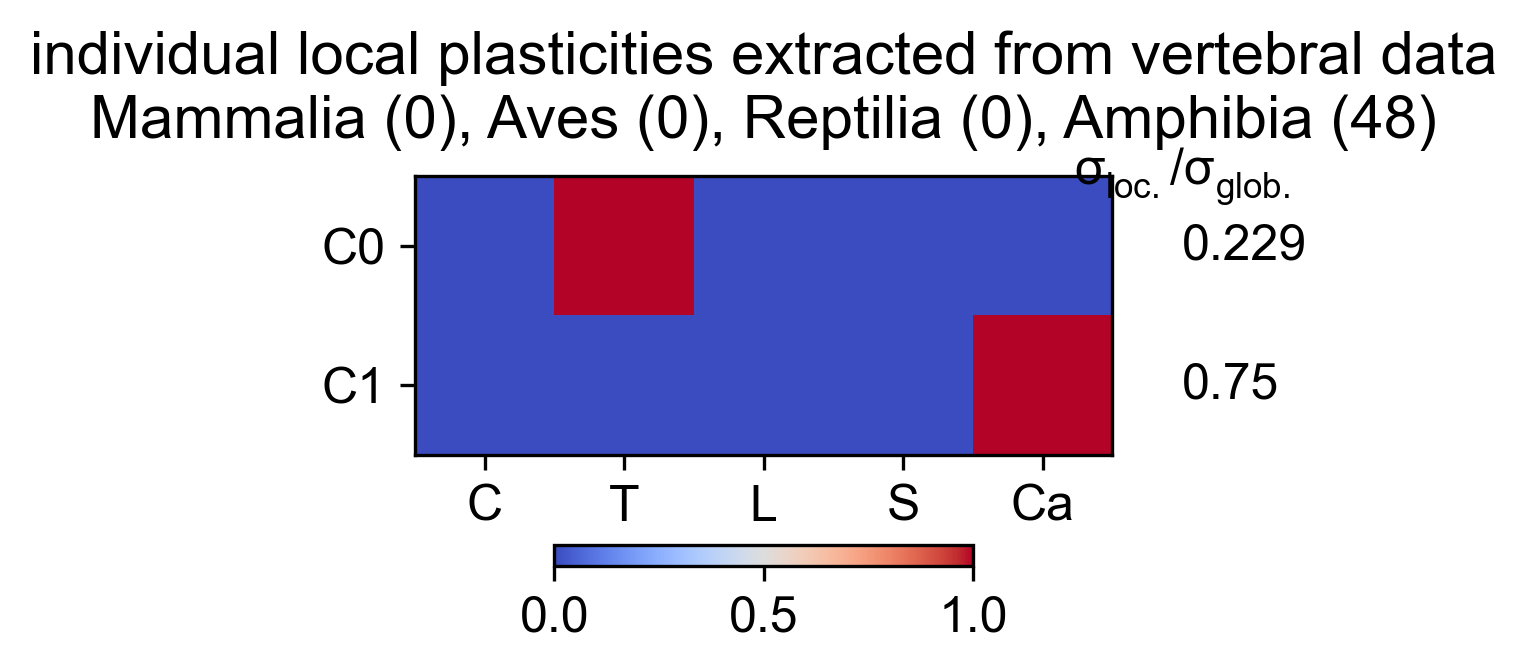 individual local plasticities extracted from vertebral data
Mammalia (0), Aves (0), Reptilia (0), Amphibia (48)
σloc. /σglob.
C0 0.229
C1 0.75
C T L S Ca
0.0 0.5 1.0